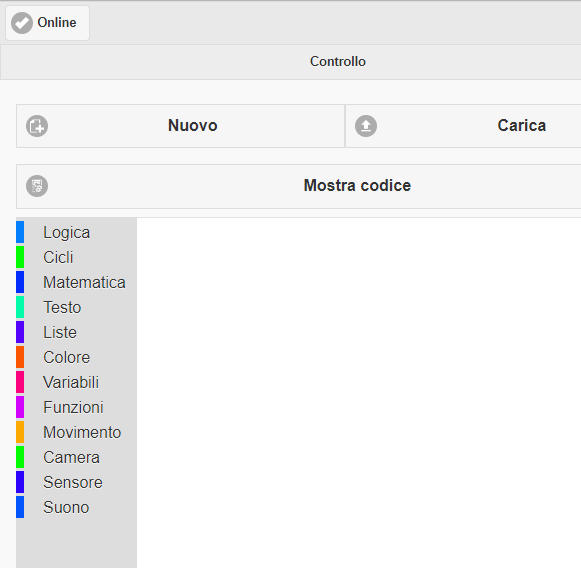 Online
Controllo
Nuovo
Carica
Mostra codice
Logica
Cicli
Matematica
Testo
Liste
Colore
Variabili
Funzioni
Movimento
Camera
Sensore
Suono